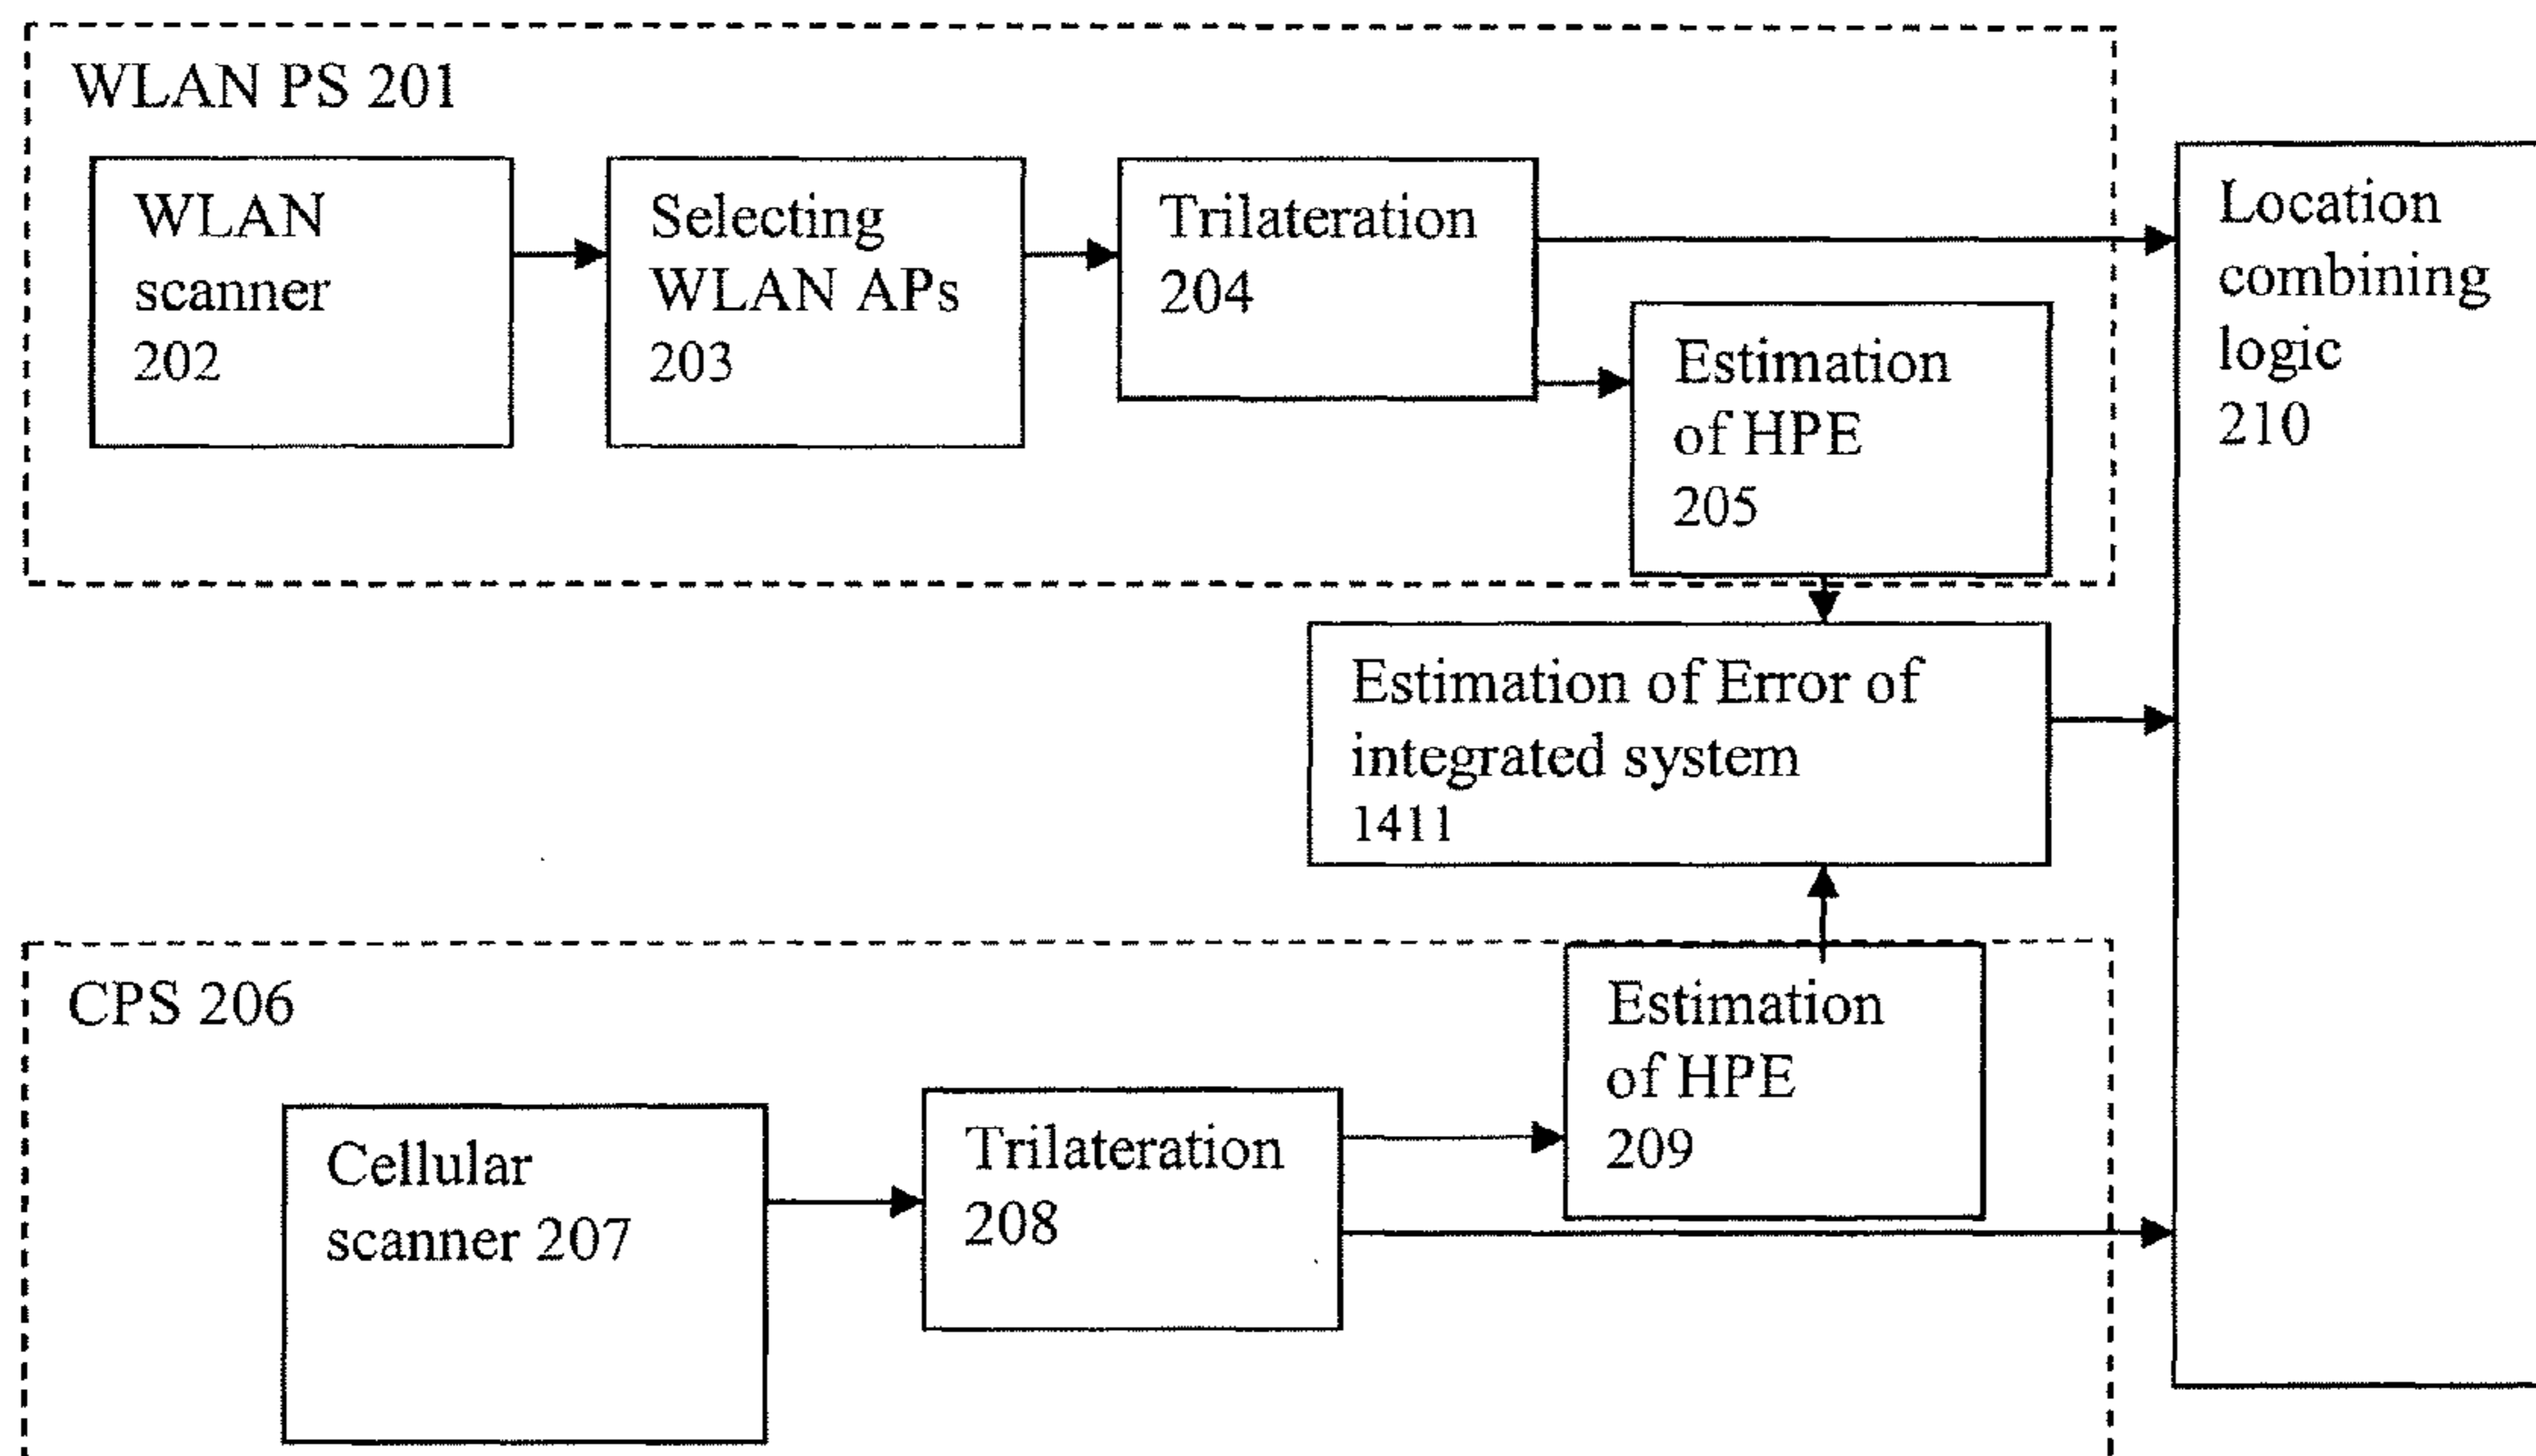 WLAN PS 201
WLAN
scanner
202
Selecting
WLAN APs
203
Trilateration
204
Estimation
of HPE
205
Location
combining
logic
210
Estimation of Error of
integrated system
1411
CPS 206
Cellular
scanner 207
Trilateration
208
Estimation
of HPE
209